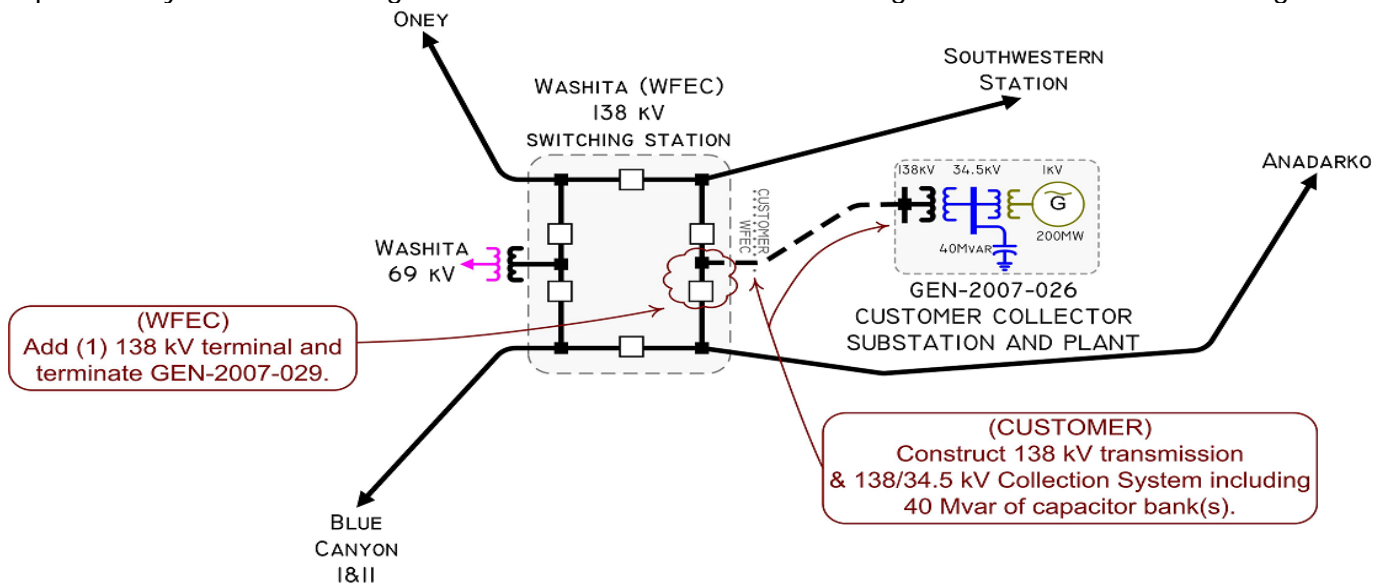 ONEY
SOUTHWESTERN
STATION
WASHITA (WFEC)
138 KV
SWITCHING STATION
ANADARKO
138KV
34.5KV
1KV
G
200MW
40MVAR
CUSTOMER
WFEC
WASHITA
69 KV
GEN-2007-026
CUSTOMER COLLECTOR
SUBSTATION AND PLANT
(WFEC)
Add (1) 138 kV terminal and
terminate GEN-2007-029.
(CUSTOMER)
Construct 138 kV transmission
& 138/34.5 kV Collection System including
40 Mvar of capacitor bank(s).
BLUE
CANYON
I&II